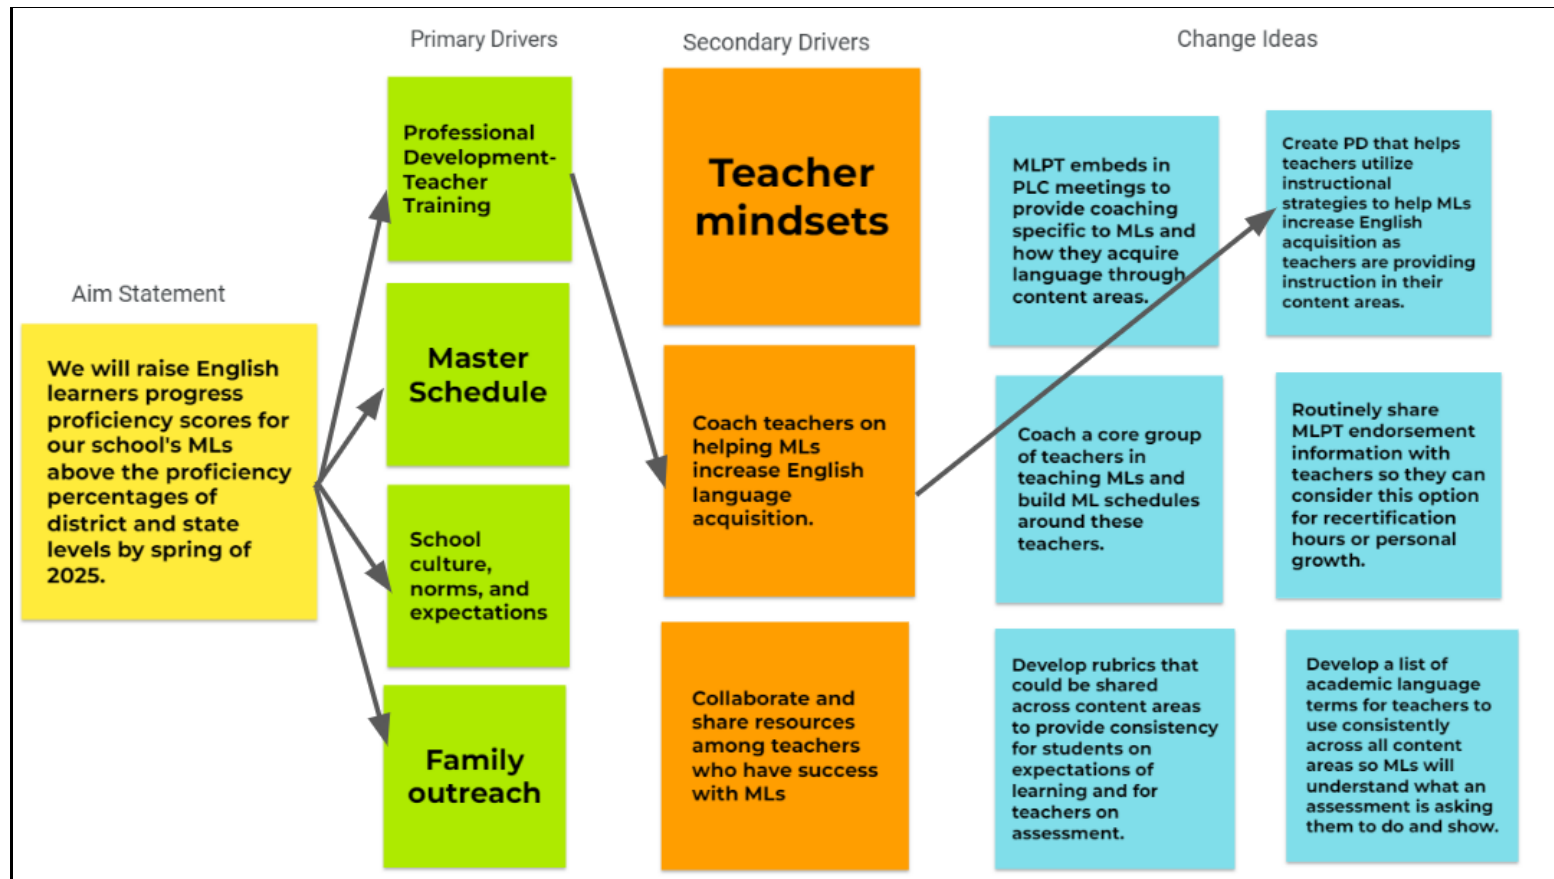 Primary Drivers
Secondary Drivers
Change Ideas
Aim Statement
We will raise English
learners progress
proficiency scores for
our school's MLs
above the proficiency
percentages of
district and state
levels by spring of
2025.
Professional
Development-
Teacher
Training
Master
Schedule
School
culture,
norms, and
expectations
Family
outreach
Teacher
mindsets
Coach teachers on
helping MLs
increase English
language
acquisition.
Collaborate and
share resources
among teachers
who have success
with MLs
MLPT embeds in
PLC meetings to
provide coaching
specific to MLs and
how they acquire
language through
content areas.
Create PD that helps
teachers utilize
instructional
strategies to help MLs
increase English
acquisition as
teachers are providing
instruction in their
content areas.
Coach a core group
of teachers in
teaching MLs and
build ML schedules
around these
teachers.
Routinely share
MLPT endorsement
information with
teachers so they can
consider this option
for recertification
hours or personal
growth.
Develop rubrics that
could be shared
across content areas
to provide consistency
for students on
expectations of
learning and for
teachers on
assessment.
Develop a list of
academic language
terms for teachers to
use consistently
across all content
areas so MLs will
understand what an
assessment is asking
them to do and show.